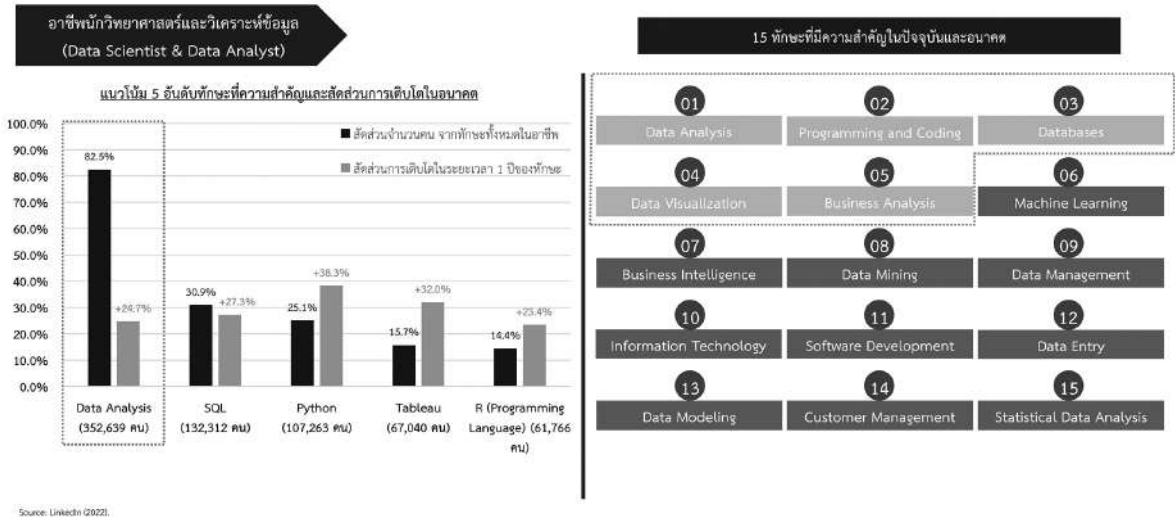 อาชีพนักวิทยาศาสตร์และวิเคราะห์ข้อมูล
(Data Scientist & Data Analyst)
แนวโน้ม 5 อันดับทักษะที่ความสำคัญและสัดส่วนการเติบโตในอนาคต
สัดส่วนจำนวนคน จากทักษะทั้งหมดในอาชีพ
สัดส่วนการเติบโตในระยะเวลา 1 ปีของทักษะ
100.0%
90.0%
80.0%
70.0%
60.0%
50.0%
40.0%
30.0%
20.0%
10.0%
0.0%
82.5%
+24.7%
30.9%
+27.3%
25.1%
+38.3%
15.7%
+32.0%
14.4%
+23.4%
Data Analysis
(352,639 คน)
SQL
(132,312 คน)
Python
(107,263 คน)
Tableau
(67,040 คน)
R (Programming
Language) (61,766
คน)
Source: LinkedIn (2022).
15 ทักษะที่มีความสำคัญในปัจจุบันและอนาคต
01
Data Analysis
02
Programming and Coding
03
Databases
04
Data Visualization
05
Business Analysis
06
Machine Learning
07
Business Intelligence
08
Data Mining
09
Data Management
10
Information Technology
11
Software Development
12
Data Entry
13
Data Modeling
14
Customer Management
15
Statistical Data Analysis